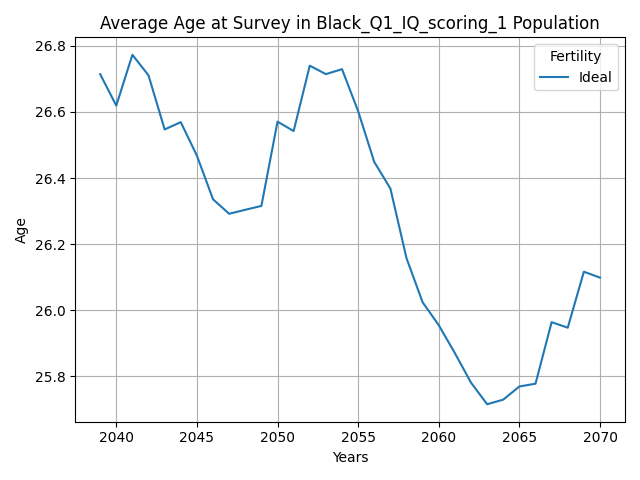 Average Age at Survey in Black_Q1_IQ_scoring_1 Population
Fertility
Ideal
Age
26.8
26.6
26.4
26.2
26.0
25.8
2040 2045 2050 2055 2060 2065 2070
Years